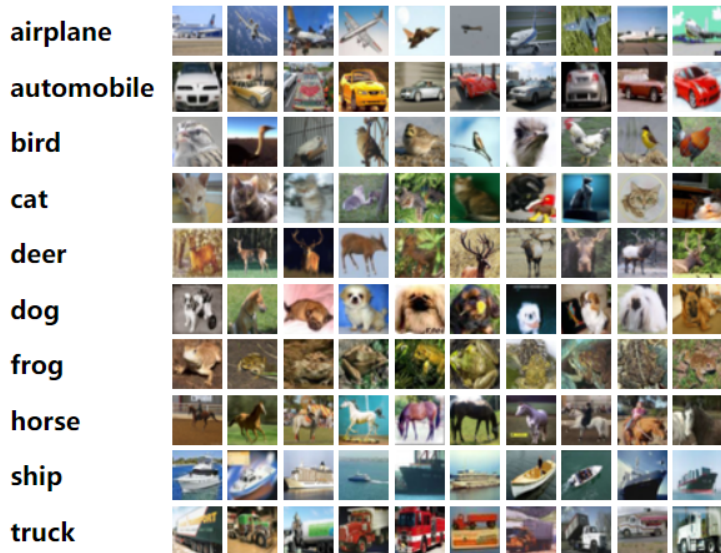 airplane
automobile
bird
cat
deer
dog
frog
horse
ship
truck